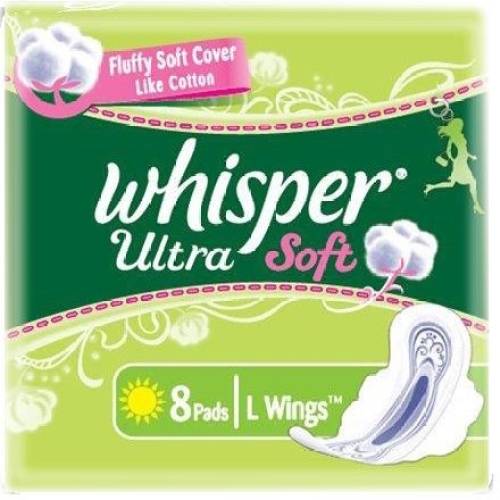 Fluffy Soft Cover
Like Cotton
whisper
Ultra Soft
8 Pads | L Wings™